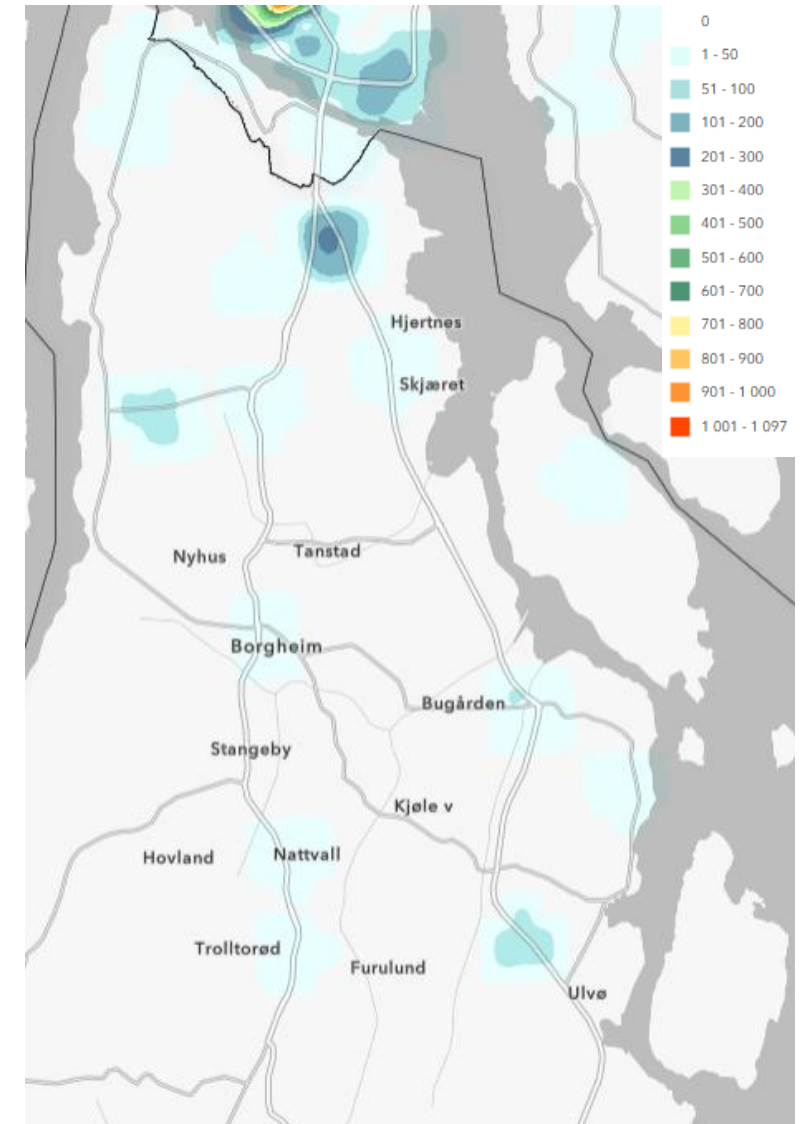 0
1 - 50
51 - 100
101 - 200
201 - 300
301 - 400
401 - 500
501 - 600
601 - 700
701 - 800
801 - 900
901 - 1 000
1 001 - 1 097
Hjertnes
Skjæret
Nyhus
Tanstad
Borgheim
Bugården
Stangeby
Kjøle v
Hovland
Nattvall
Trolltorød
Furulund
Ulvø